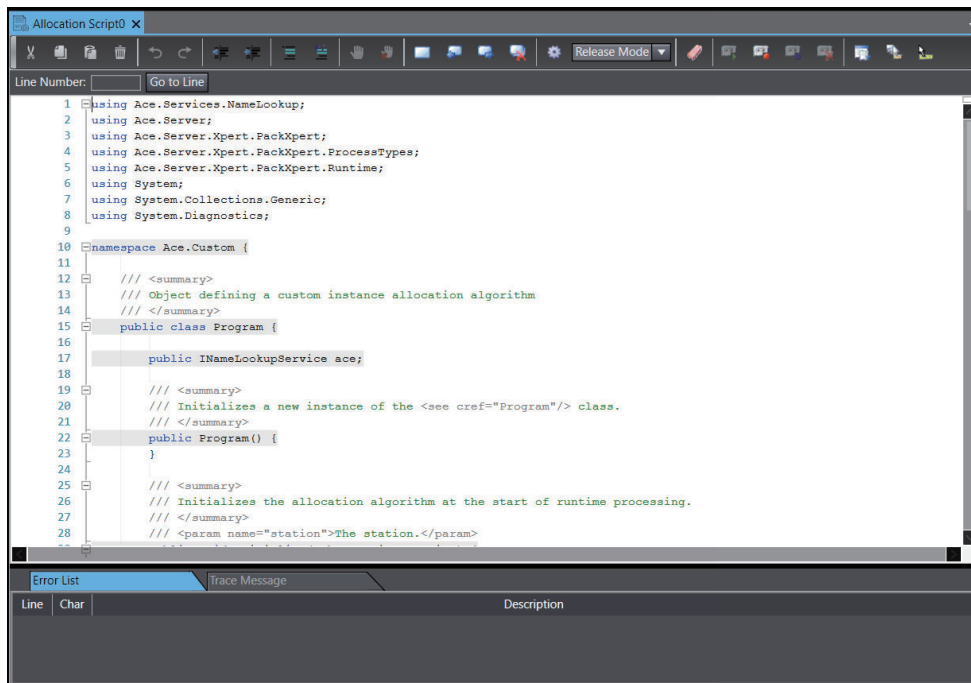 Allocation Script0
Release Mode
Line Number: Go to Line
1 using Ace.Services.NameLookup;
2 using Ace.Server;
3 using Ace.Server.Xpert.PackXpert;
4 using Ace.Server.Xpert.PackXpert.ProcessTypes;
5 using Ace.Server.Xpert.PackXpert.Runtime;
6 using System;
7 using System.Collections.Generic;
8 using System.Diagnostics;
9
10 namespace Ace.Custom {
11
12 /// <summary>
13 /// Object defining a custom instance allocation algorithm
14 /// </summary>
15 public class Program {
16
17 public INameLookupService ace;
18
19 /// <summary>
20 /// Initializes a new instance of the <see cref="Program"/> class.
21 /// </summary>
22 public Program() {
23 }
24
25 /// <summary>
26 /// Initializes the allocation algorithm at the start of runtime processing.
27 /// </summary>
28 /// <param name="station">The station.</param>
Error List Trace Message
Line Char Description